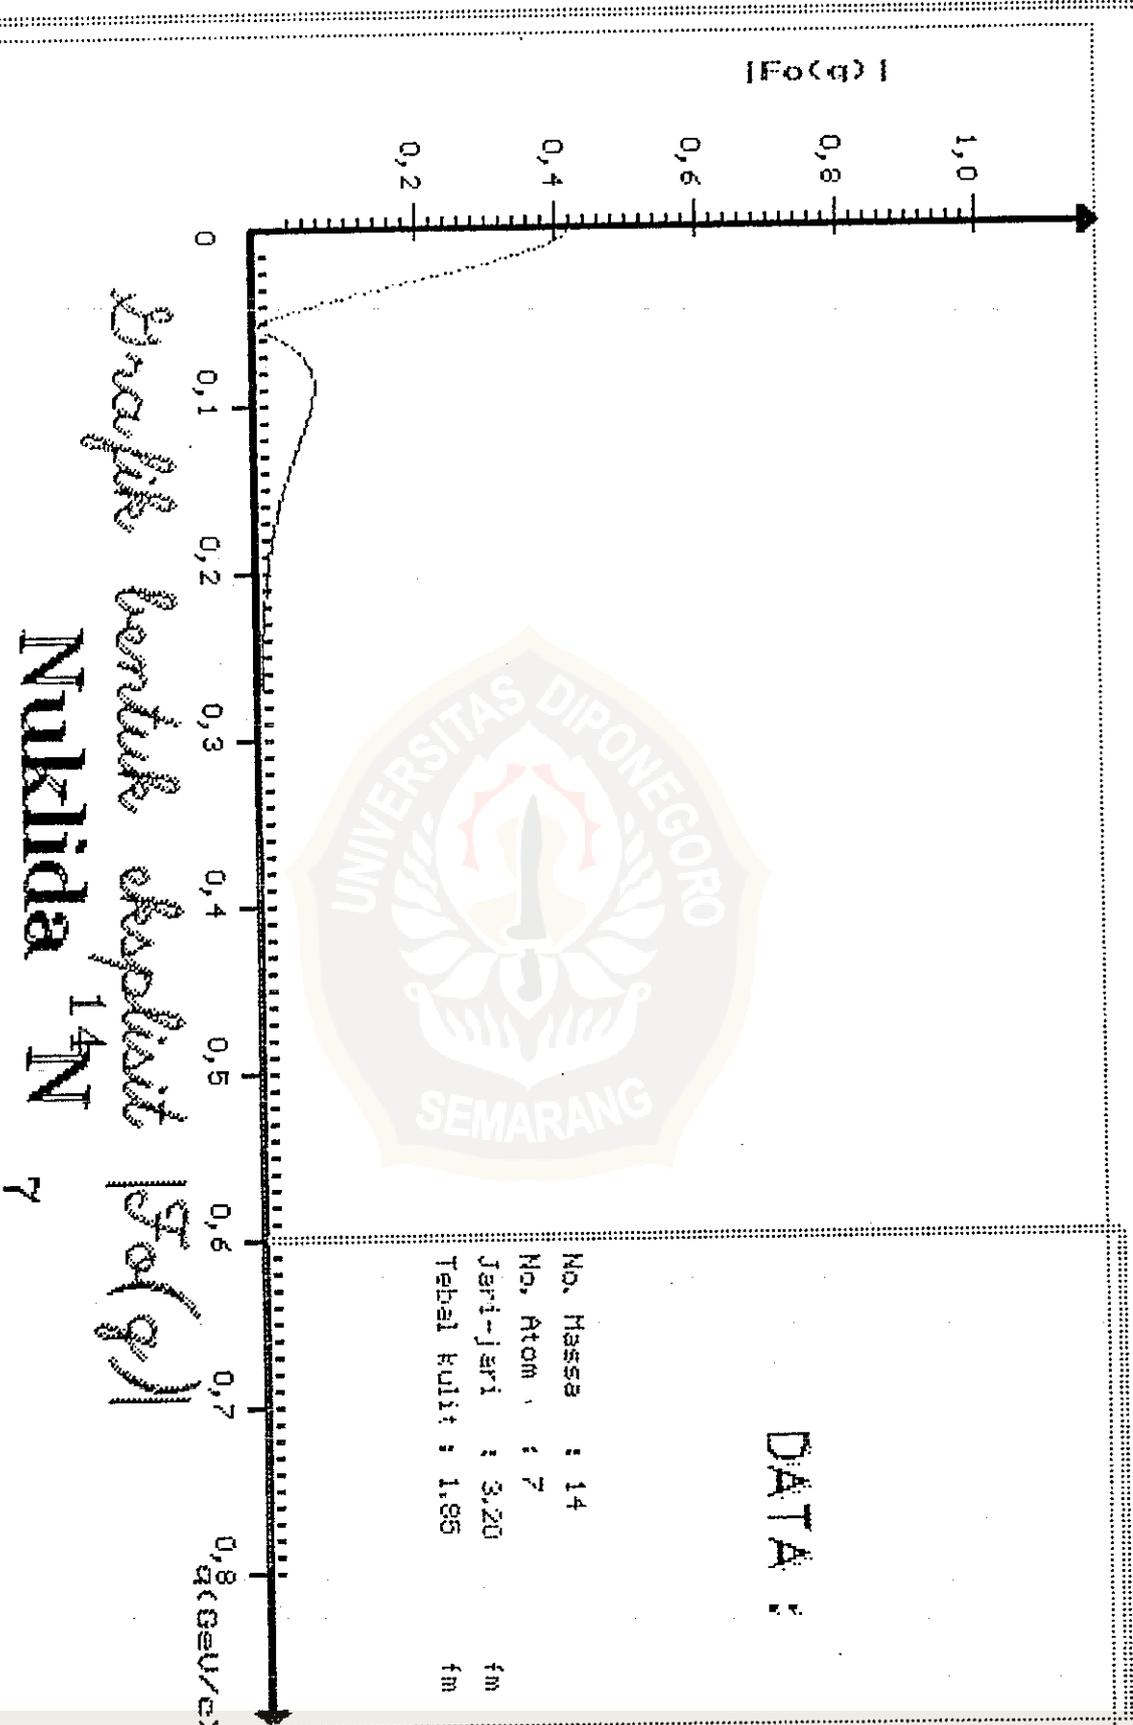 |Fo(q)|
1,0
0,8
0,6
0,4
0,2
0
0,1
0,2
0,3
0,4
0,5
0,6
0,7
0,8
q(GeV/c)
DATA :
No. Massa : 14
No. Atom : 7
Jari-jari : 3.20 fm
Tebal kulit : 1.85 fm
Grafik bentuk eksplisit |Fo(q)|
Nuklida 14 N 7
UNIVERSITAS DIPONEGORO
SEMARANG